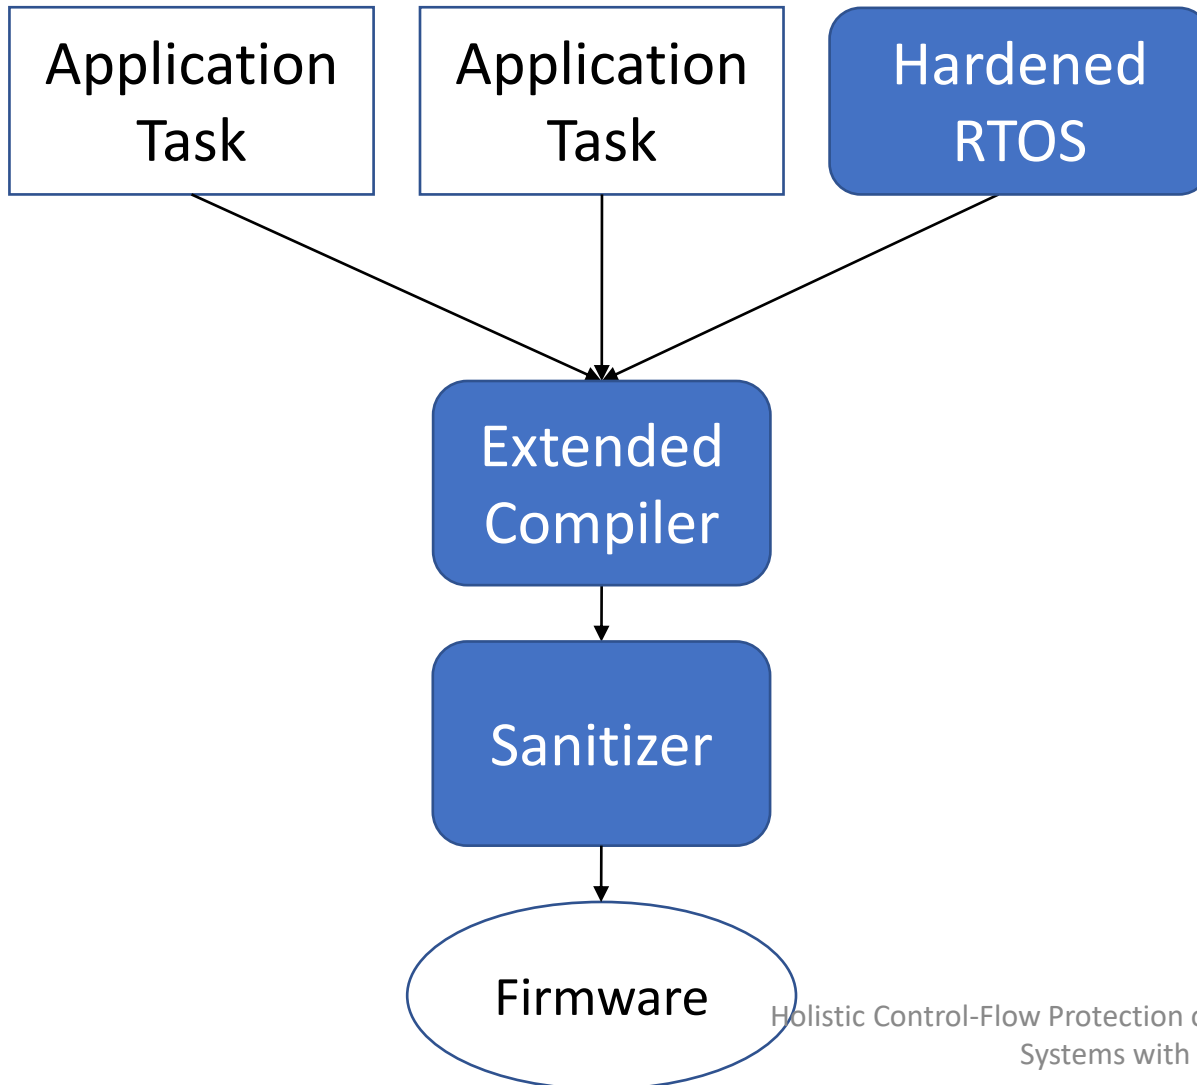 Application
Task
Application
Task
Hardened
RTOS
Extended
Compiler
Sanitizer
Firmware
Holistic Control-Flow Protection
Systems with